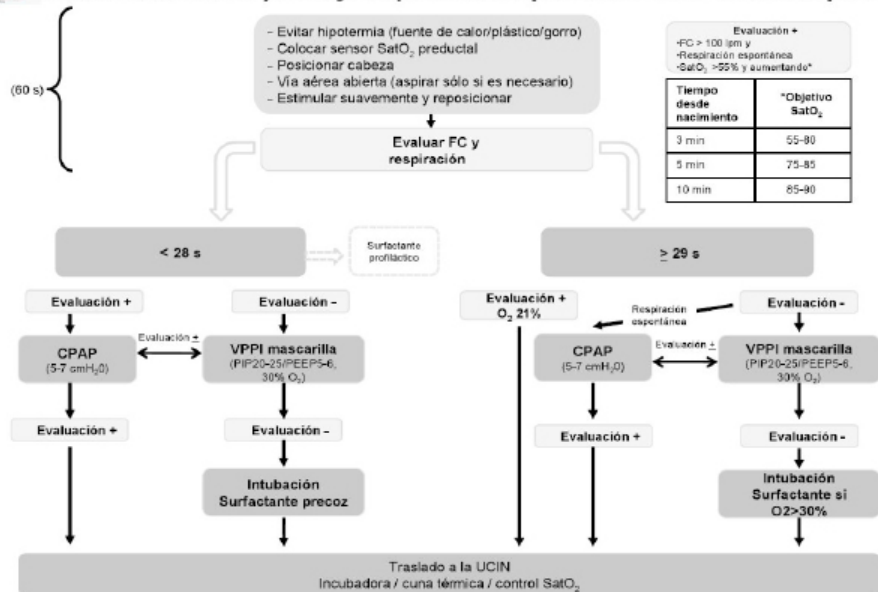 (60 s)
– Evitar hipotermia (fuente de calor/plástico/gorro)
– Colocar sensor SatO₂ preductal
– Posicionar cabeza
– Vía aérea abierta (aspirar sólo si es necesario)
– Estimular suavemente y reposicionar
Evaluación +
•FC > 100 lpm y
•Respiración espontánea
•SatO₂ >55% y aumentando*
Tiempo
desde
nacimiento
*Objetivo
SatO₂
3 min
55-80
5 min
75-85
10 min
85-90
Evaluar FC y
respiración
< 28 s
Surfactante
profiláctico
≥ 29 s
Evaluación +
Evaluación –
Evaluación +
O₂ 21%
Respiración
espontánea
Evaluación –
CPAP
(5-7 cmH₂0)
Evaluación ±
VPPI mascarilla
(PIP20-25/PEEP5-6,
30% O₂)
CPAP
(5-7 cmH₂0)
Evaluación ±
VPPI mascarilla
(PIP20-25/PEEP5-6,
30% O₂)
Evaluación +
Evaluación –
Evaluación +
Evaluación –
Intubación
Surfactante precoz
Intubación
Surfactante si
O2>30%
Traslado a la UCIN
Incubadora / cuna térmica / control SatO₂